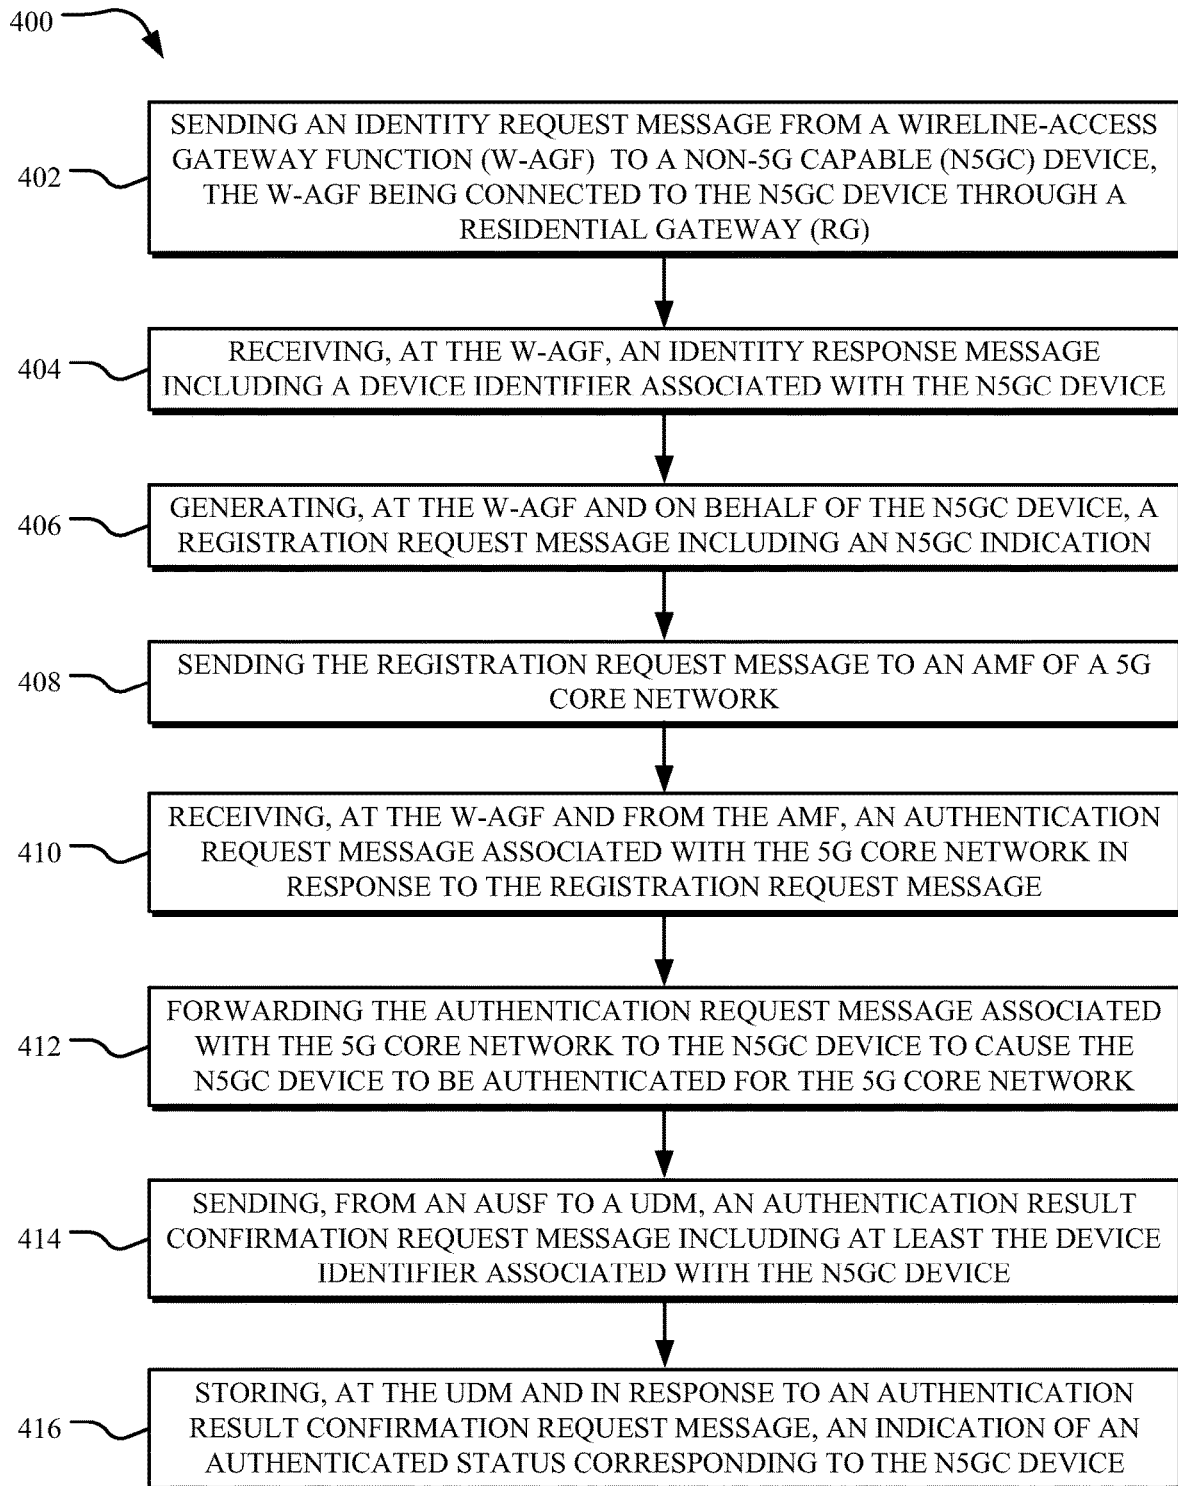 400
402
SENDING AN IDENTITY REQUEST MESSAGE FROM A WIRELINE-ACCESS
GATEWAY FUNCTION (W-AGF) TO A NON-5G CAPABLE (N5GC) DEVICE,
THE W-AGF BEING CONNECTED TO THE N5GC DEVICE THROUGH A
RESIDENTIAL GATEWAY (RG)
404
RECEIVING, AT THE W-AGF, AN IDENTITY RESPONSE MESSAGE
INCLUDING A DEVICE IDENTIFIER ASSOCIATED WITH THE N5GC DEVICE
406
GENERATING, AT THE W-AGF AND ON BEHALF OF THE N5GC DEVICE, A
REGISTRATION REQUEST MESSAGE INCLUDING AN N5GC INDICATION
408
SENDING THE REGISTRATION REQUEST MESSAGE TO AN AMF OF A 5G
CORE NETWORK
410
RECEIVING, AT THE W-AGF AND FROM THE AMF, AN AUTHENTICATION
REQUEST MESSAGE ASSOCIATED WITH THE 5G CORE NETWORK IN
RESPONSE TO THE REGISTRATION REQUEST MESSAGE
412
FORWARDING THE AUTHENTICATION REQUEST MESSAGE ASSOCIATED
WITH THE 5G CORE NETWORK TO THE N5GC DEVICE TO CAUSE THE
N5GC DEVICE TO BE AUTHENTICATED FOR THE 5G CORE NETWORK
414
SENDING, FROM AN AUSF TO A UDM, AN AUTHENTICATION RESULT
CONFIRMATION REQUEST MESSAGE INCLUDING AT LEAST THE DEVICE
IDENTIFIER ASSOCIATED WITH THE N5GC DEVICE
416
STORING, AT THE UDM AND IN RESPONSE TO AN AUTHENTICATION
RESULT CONFIRMATION REQUEST MESSAGE, AN INDICATION OF AN
AUTHENTICATED STATUS CORRESPONDING TO THE N5GC DEVICE